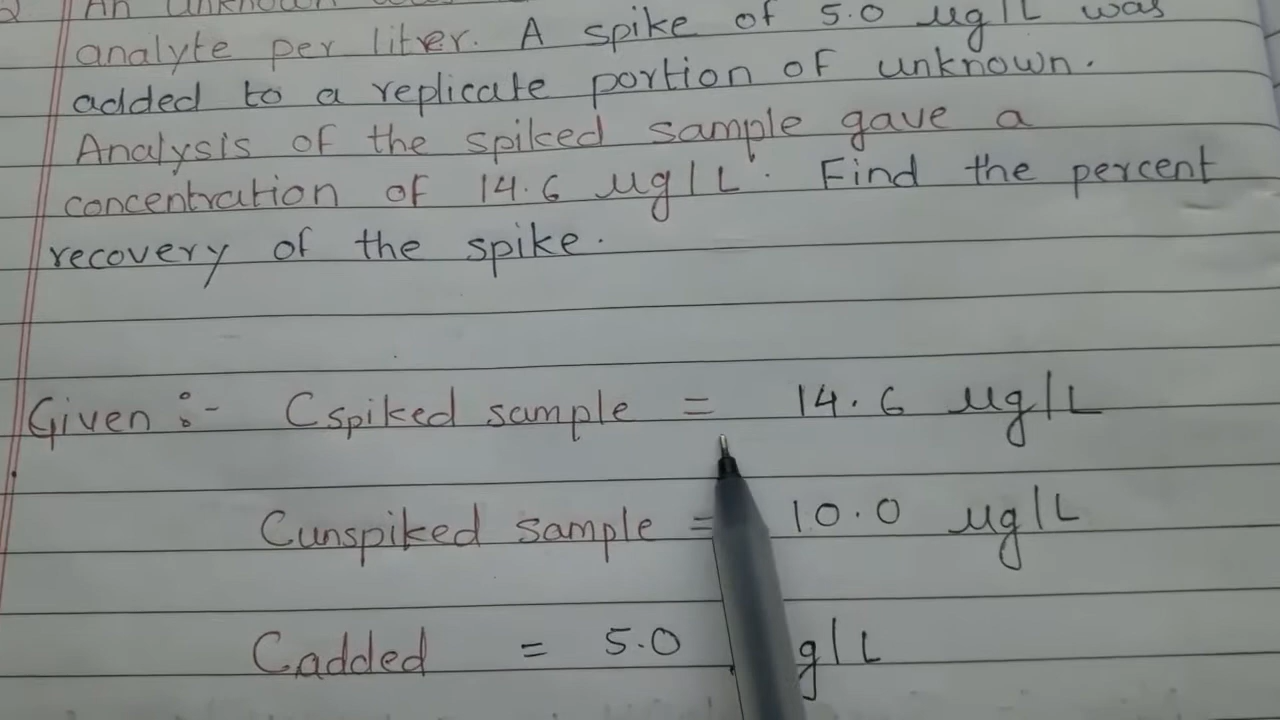 An unknown
analyte per liter. A spike of 5.0 µg/L was
added to a replicate portion of unknown.
Analysis of the spiked sample gave a
concentration of 14.6 µg/L. Find the percent
recovery of the spike.
Given :- Cspiked sample = 14.6 µg/L
Cunspiked sample = 10.0 µg/L
Cadded = 5.0 g/L